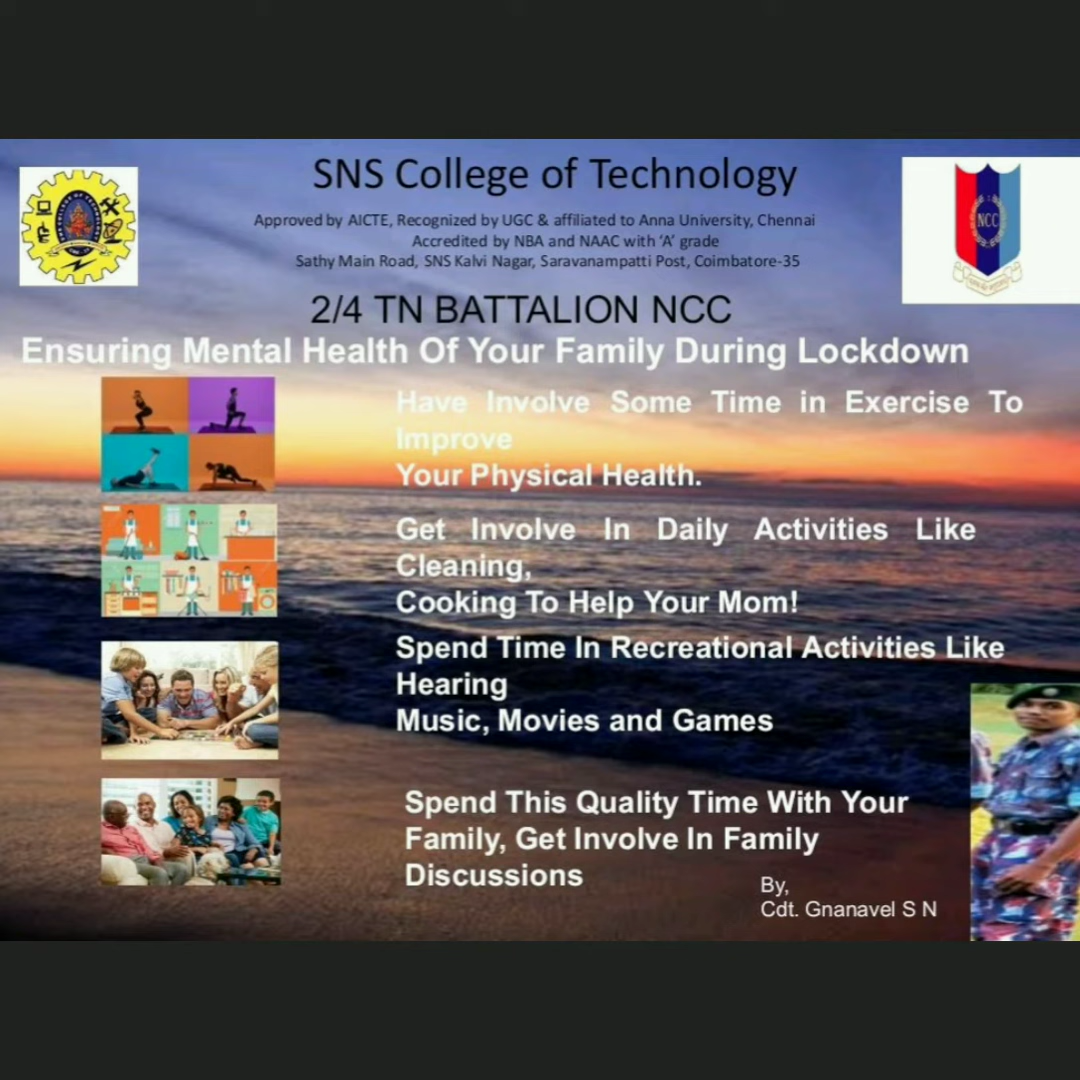 SNS College of Technology
Approved by AICTE, Recognized by UGC & affiliated to Anna University, Chennai
Accredited by NBA and NAAC with ‘A’ grade
Sathy Main Road, SNS Kalvi Nagar, Saravanampatti Post, Coimbatore-35
NCC
2/4 TN BATTALION NCC
Ensuring Mental Health Of Your Family During Lockdown
Have Involve Some Time in Exercise To
Improve
Your Physical Health.
Get Involve In Daily Activities Like
Cleaning,
Cooking To Help Your Mom!
Spend Time In Recreational Activities Like
Hearing
Music, Movies and Games
Spend This Quality Time With Your
Family, Get Involve In Family
Discussions
By,
Cdt. Gnanavel S N